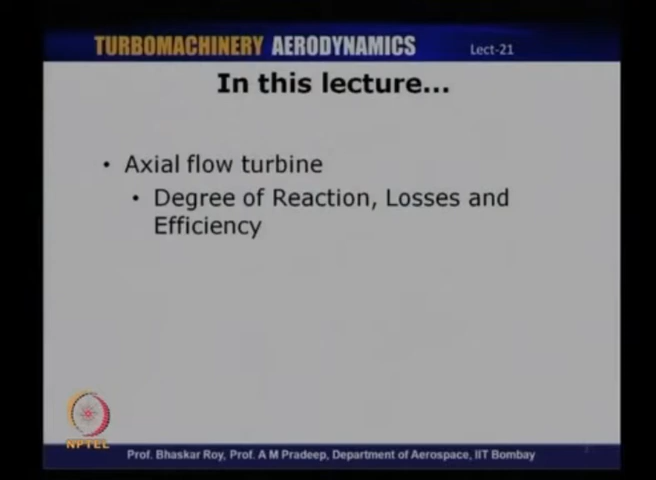 TURBOMACHINERY AERODYNAMICS
Lect-21
In this lecture...
• Axial flow turbine
• Degree of Reaction, Losses and
Efficiency
NPTEL
Prof. Bhaskar Roy, Prof. A M Pradeep, Department of Aerospace, IIT Bombay